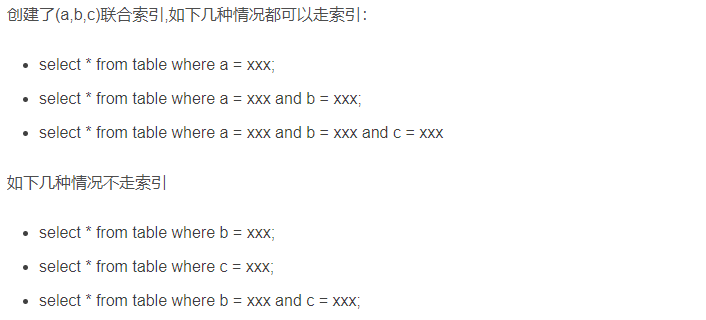 创建了(a,b,c)联合索引,如下几种情况都可以走索引：
select * from table where a = xxx;
select * from table where a = xxx and b = xxx;
select * from table where a = xxx and b = xxx and c = xxx
如下几种情况不走索引
select * from table where b = xxx;
select * from table where c = xxx;
select * from table where b = xxx and c = xxx;